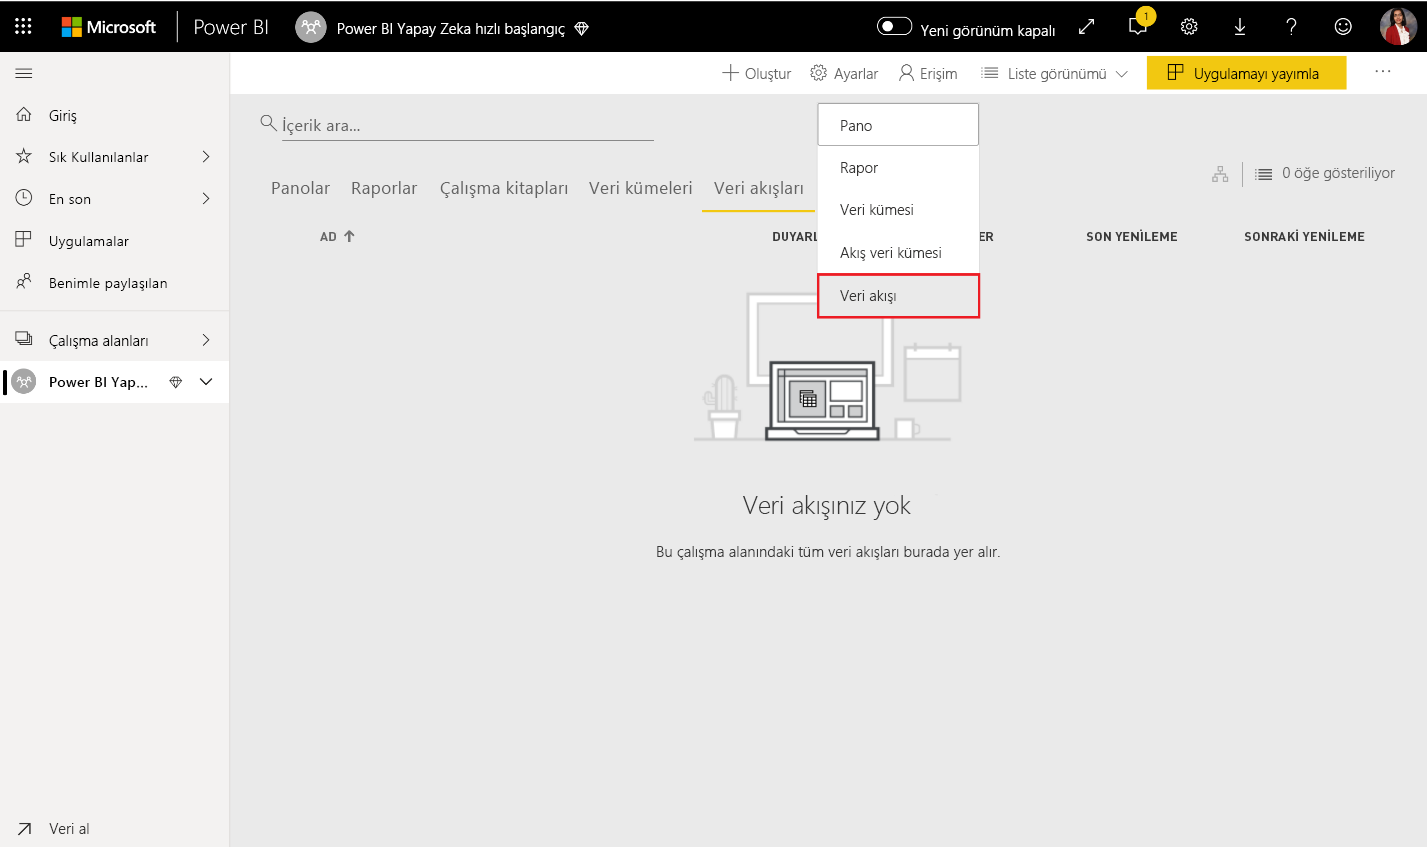 Microsoft Power BI Power BI Yapay Zeka hızlı başlangıç Yeni görünüm kapalı 1
Oluştur Ayarlar Erişim Liste görünümü Uygulamayı yayımla
Giriş
Sık Kullanılanlar
En son
Uygulamalar
Benimle paylaşılan
Çalışma alanları
Power BI Yap...
Veri al
İçerik ara...
Panolar Raporlar Çalışma kitapları Veri kümeleri Veri akışları
0 öğe gösteriliyor
AD SON YENİLEME SONRAKİ YENİLEME
Pano
Rapor
Veri kümesi
Akış veri kümesi
Veri akışı
Veri akışınız yok
Bu çalışma alanındaki tüm veri akışları burada yer alır.